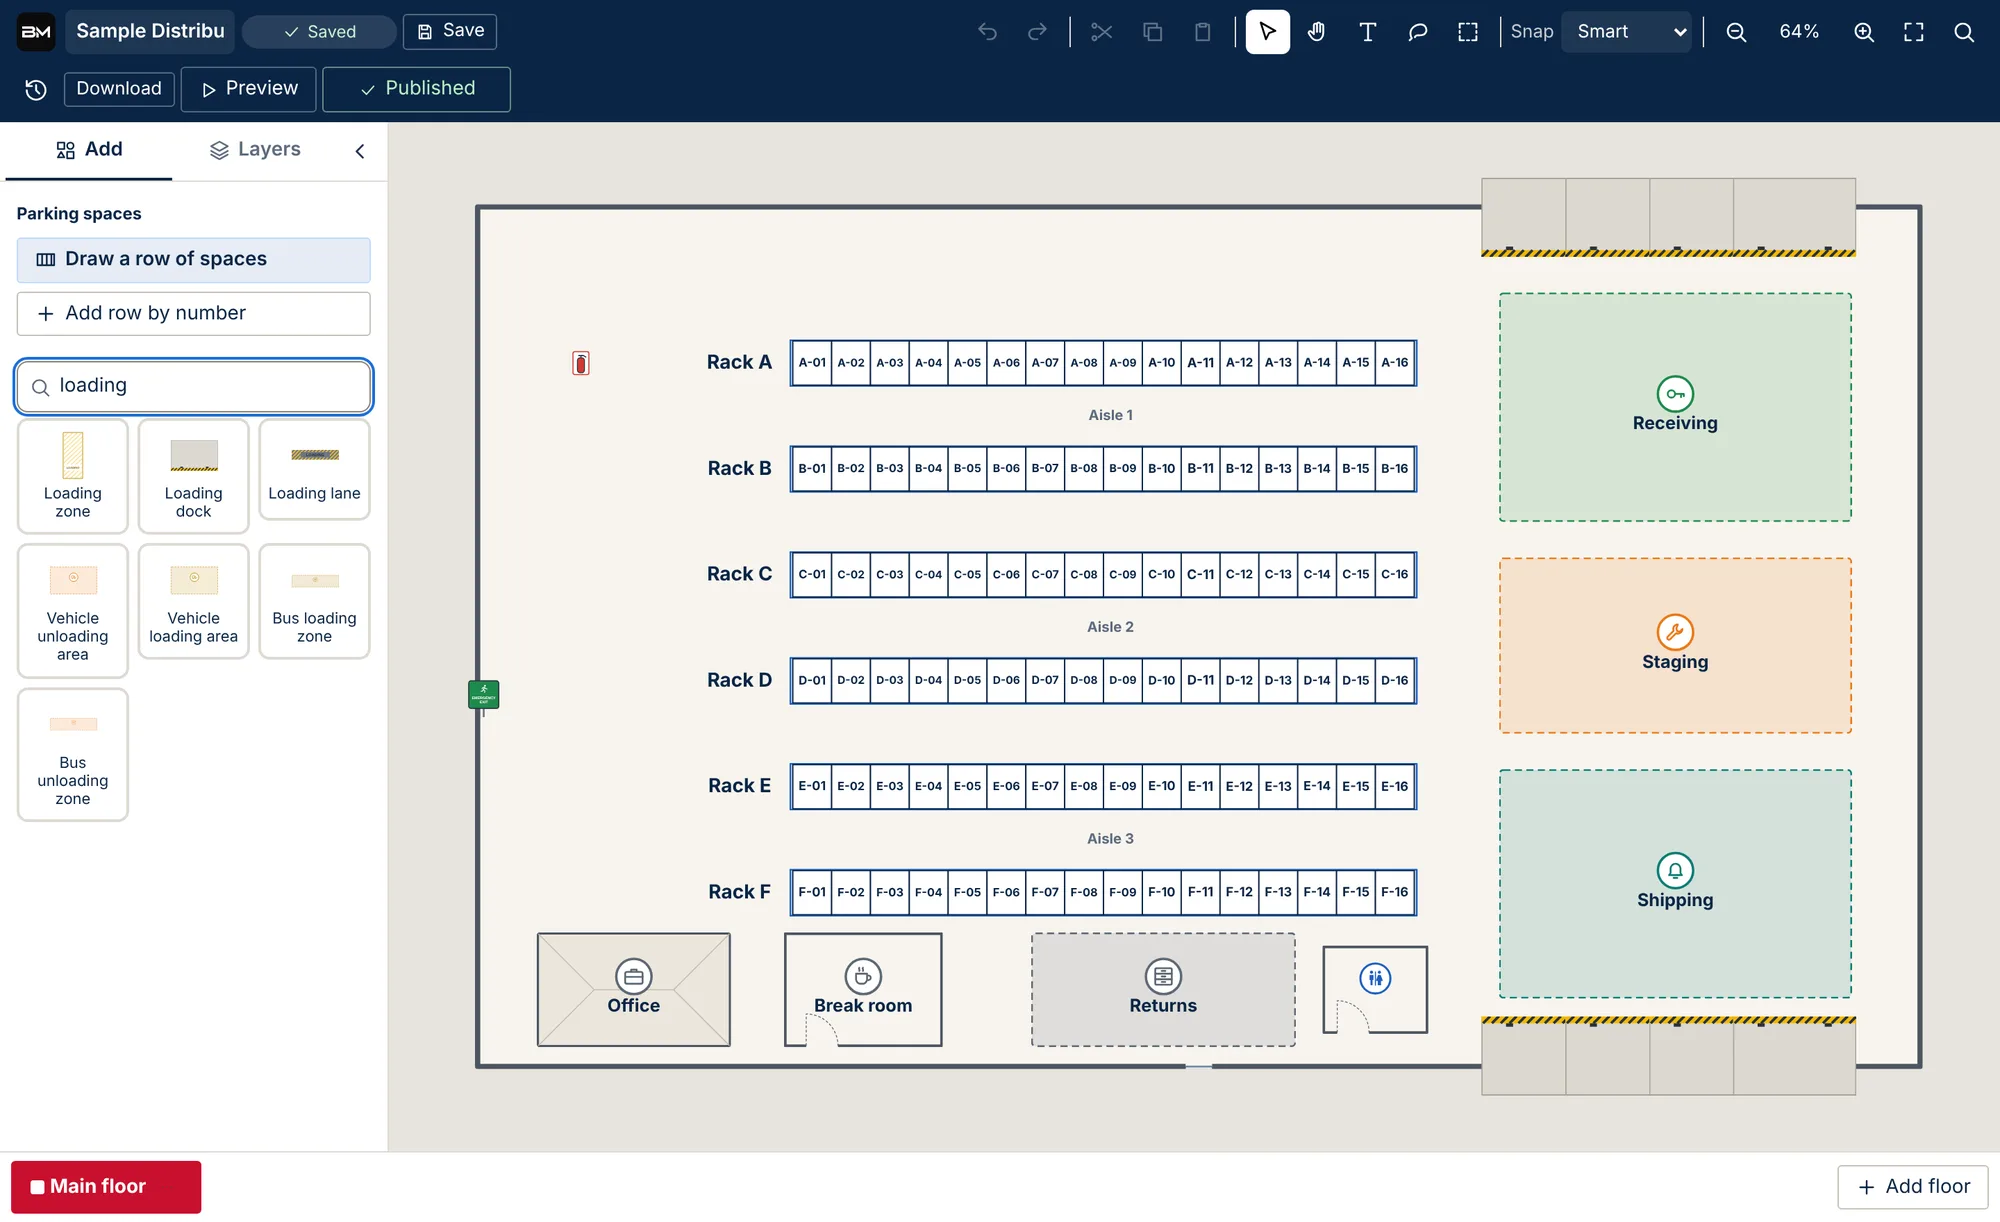 BM
Sample Distribu
Saved
Save
Snap
Smart
64%
Download
Preview
Published
Add
Layers
Parking spaces
Draw a row of spaces
Add row by number
loading
Loading zone
Loading dock
Loading lane
Vehicle unloading area
Vehicle loading area
Bus loading zone
Bus unloading zone
Rack A
A-01 A-02 A-03 A-04 A-05 A-06 A-07 A-08 A-09 A-10 A-11 A-12 A-13 A-14 A-15 A-16
Aisle 1
Rack B
B-01 B-02 B-03 B-04 B-05 B-06 B-07 B-08 B-09 B-10 B-11 B-12 B-13 B-14 B-15 B-16
Rack C
C-01 C-02 C-03 C-04 C-05 C-06 C-07 C-08 C-09 C-10 C-11 C-12 C-13 C-14 C-15 C-16
Aisle 2
Rack D
D-01 D-02 D-03 D-04 D-05 D-06 D-07 D-08 D-09 D-10 D-11 D-12 D-13 D-14 D-15 D-16
EMERGENCY
EXIT
Rack E
E-01 E-02 E-03 E-04 E-05 E-06 E-07 E-08 E-09 E-10 E-11 E-12 E-13 E-14 E-15 E-16
Aisle 3
Rack F
F-01 F-02 F-03 F-04 F-05 F-06 F-07 F-08 F-09 F-10 F-11 F-12 F-13 F-14 F-15 F-16
Receiving
Staging
Shipping
Office
Break room
Returns
Main floor
Add floor